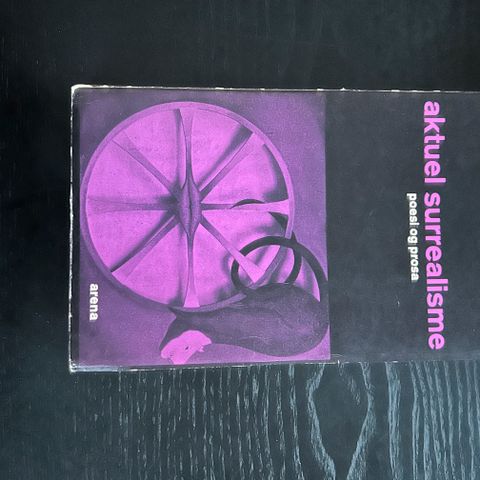 aktuel surrealisme
poesi og prosa
arena